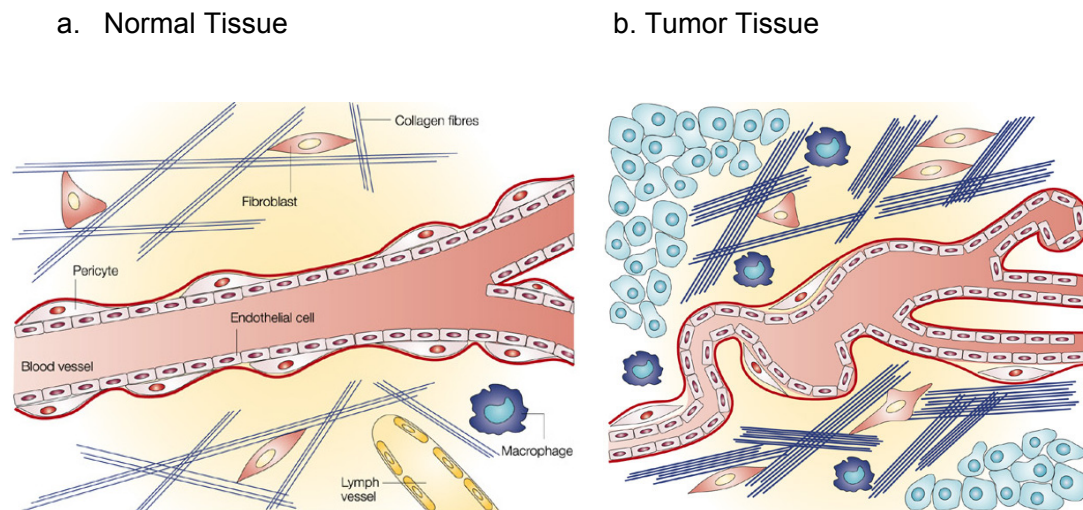 a. Normal Tissue
b. Tumor Tissue
Collagen fibres
Fibroblast
Pericyte
Endothelial cell
Blood vessel
Macrophage
Lymph
vessel